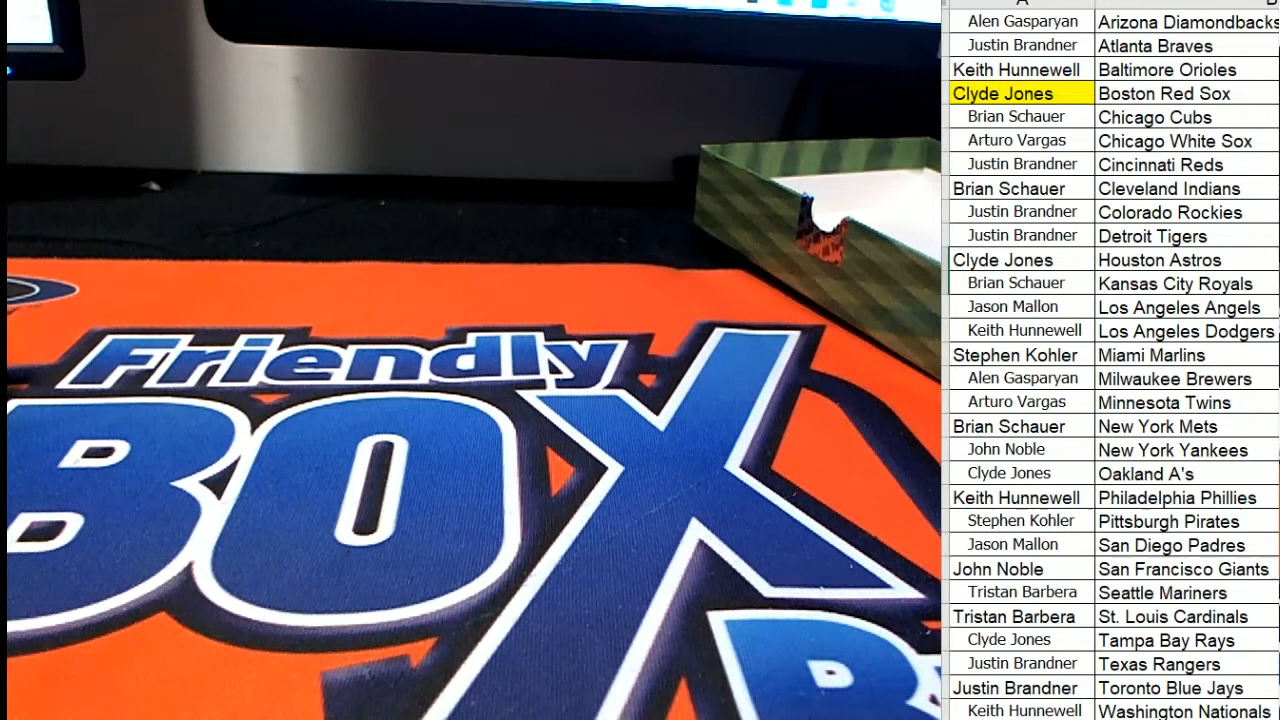 Friendly
BOX
Alen Gasparyan Arizona Diamondbacks
Justin Brandner Atlanta Braves
Keith Hunnewell Baltimore Orioles
Clyde Jones Boston Red Sox
Brian Schauer Chicago Cubs
Arturo Vargas Chicago White Sox
Justin Brandner Cincinnati Reds
Brian Schauer Cleveland Indians
Justin Brandner Colorado Rockies
Justin Brandner Detroit Tigers
Clyde Jones Houston Astros
Brian Schauer Kansas City Royals
Jason Mallon Los Angeles Angels
Keith Hunnewell Los Angeles Dodgers
Stephen Kohler Miami Marlins
Alen Gasparyan Milwaukee Brewers
Arturo Vargas Minnesota Twins
Brian Schauer New York Mets
John Noble New York Yankees
Clyde Jones Oakland A's
Keith Hunnewell Philadelphia Phillies
Stephen Kohler Pittsburgh Pirates
Jason Mallon San Diego Padres
John Noble San Francisco Giants
Tristan Barbera Seattle Mariners
Tristan Barbera St. Louis Cardinals
Clyde Jones Tampa Bay Rays
Justin Brandner Texas Rangers
Justin Brandner Toronto Blue Jays
Keith Hunnewell Washington Nationals